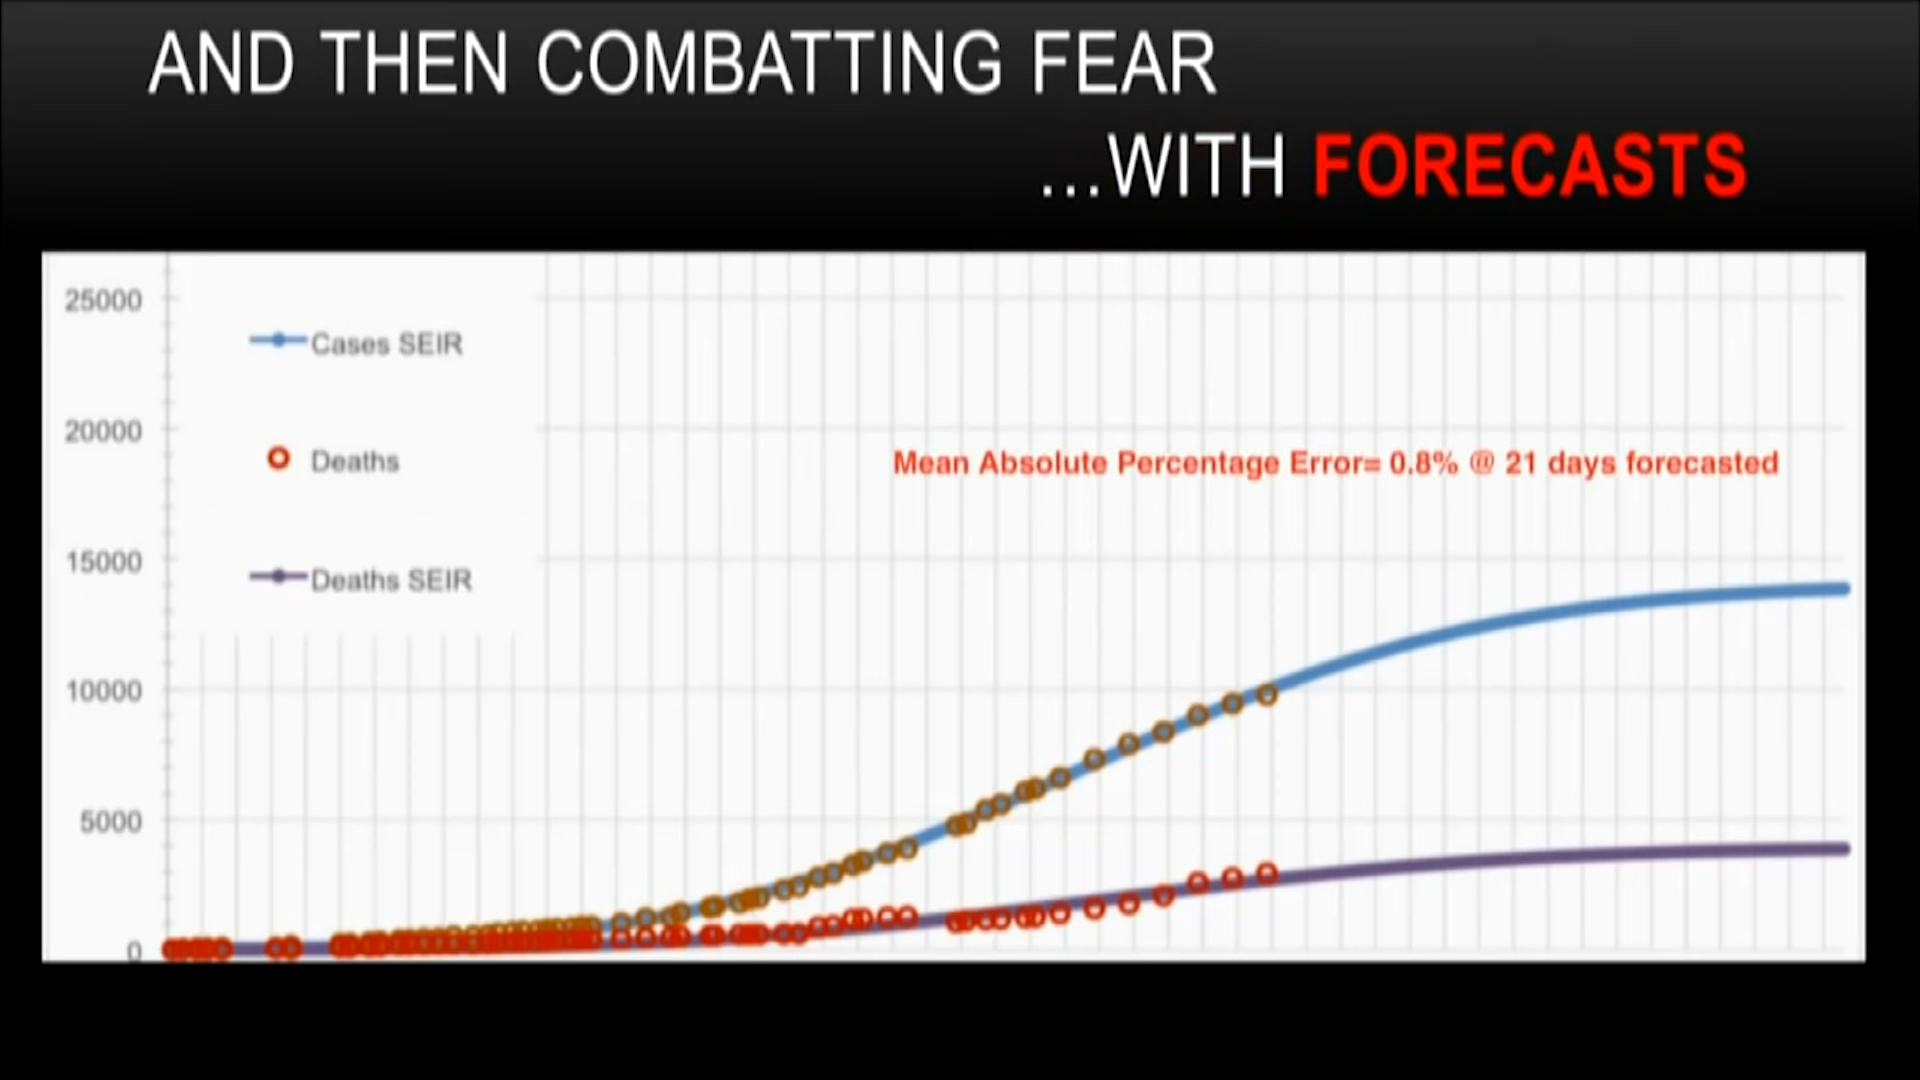 AND THEN COMBATTING FEAR
...WITH FORECASTS
25000
Cases SEIR
20000
Deaths
Mean Absolute Percentage Error= 0.8% @ 21 days forecasted
15000
Deaths SEIR
10000
5000
0